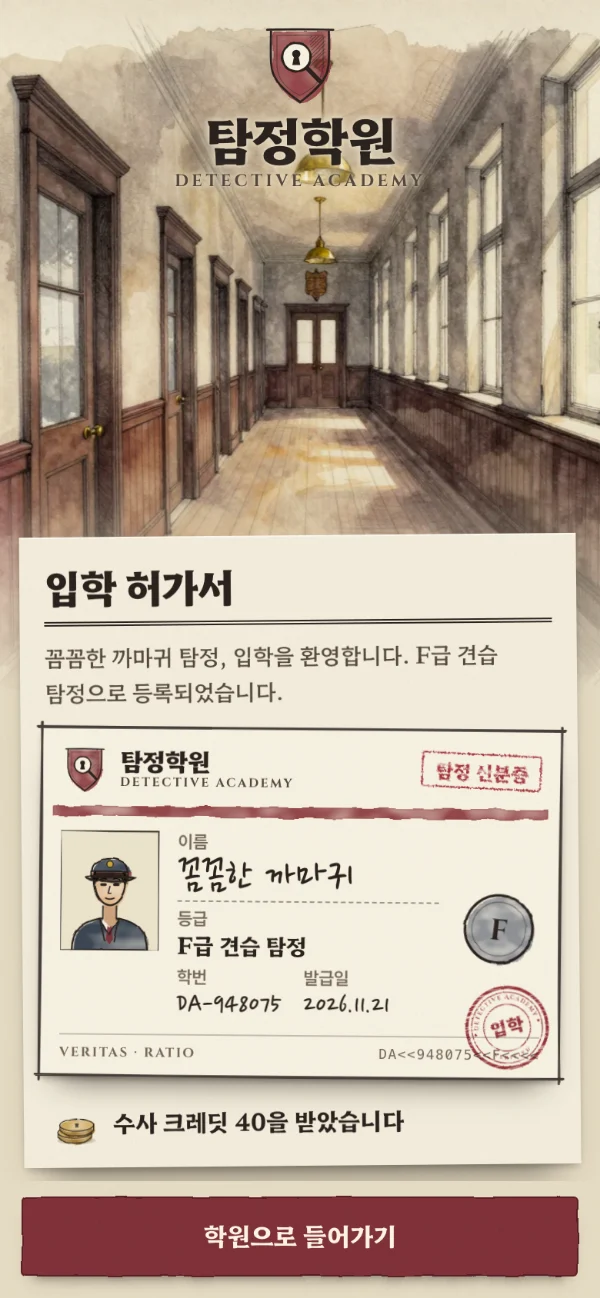 탐정학원
DETECTIVE ACADEMY
입학 허가서
꼼꼼한 까마귀 탐정, 입학을 환영합니다. F급 견습
탐정으로 등록되었습니다.
탐정학원
DETECTIVE ACADEMY
탐정 신분증
이름
꼼꼼한 까마귀
등급
F급 견습 탐정
F
학번
발급일
DA-948075
2026.11.21
DETECTIVE ACADEMY
입학
VERITAS · RATIO
DA<<948075<<F<<<<
수사 크레딧 40을 받았습니다
학원으로 들어가기